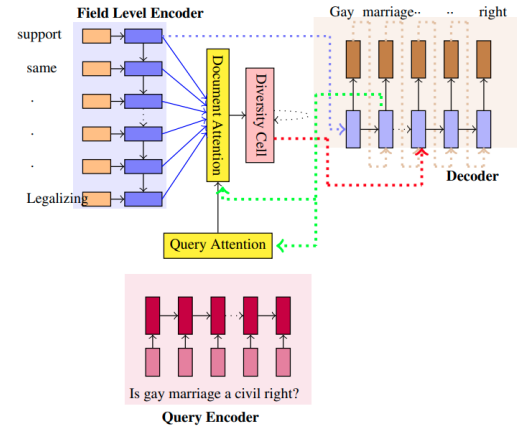 Field Level Encoder
Gay marriage·· ·· right
support
same
.
.
.
Legalizing
Document Attention
Diversity Cell
Decoder
Query Attention
Is gay marriage a civil right?
Query Encoder